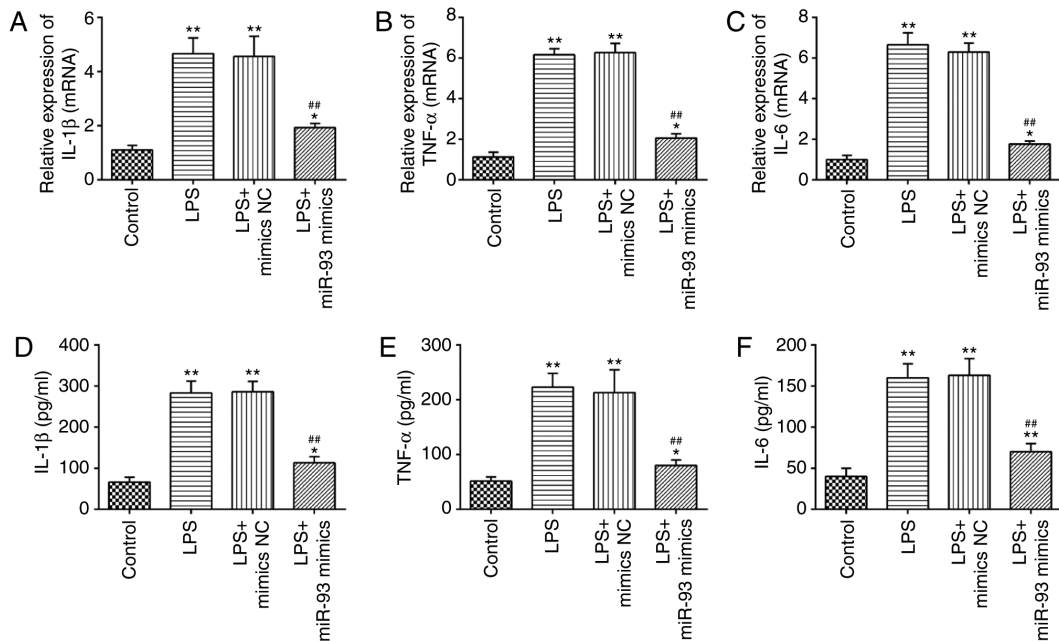 A
Relative expression of
IL-1β (mRNA)
6
4
2
0
**
**
##
*
Control
LPS
LPS+
mimics NC
LPS+
miR-93 mimics
B
Relative expression of
TNF-α (mRNA)
8
6
4
2
0
**
**
##
*
Control
LPS
LPS+
mimics NC
LPS+
miR-93 mimics
C
Relative expression of
IL-6 (mRNA)
8
6
4
2
0
**
**
##
*
Control
LPS
LPS+
mimics NC
LPS+
miR-93 mimics
D
IL-1β (pg/ml)
400
300
200
100
0
**
**
##
*
Control
LPS
LPS+
mimics NC
LPS+
miR-93 mimics
E
TNF-α (pg/ml)
300
200
100
0
**
**
##
*
Control
LPS
LPS+
mimics NC
LPS+
miR-93 mimics
F
IL-6 (pg/ml)
200
150
100
50
0
**
**
##
**
Control
LPS
LPS+
mimics NC
LPS+
miR-93 mimics